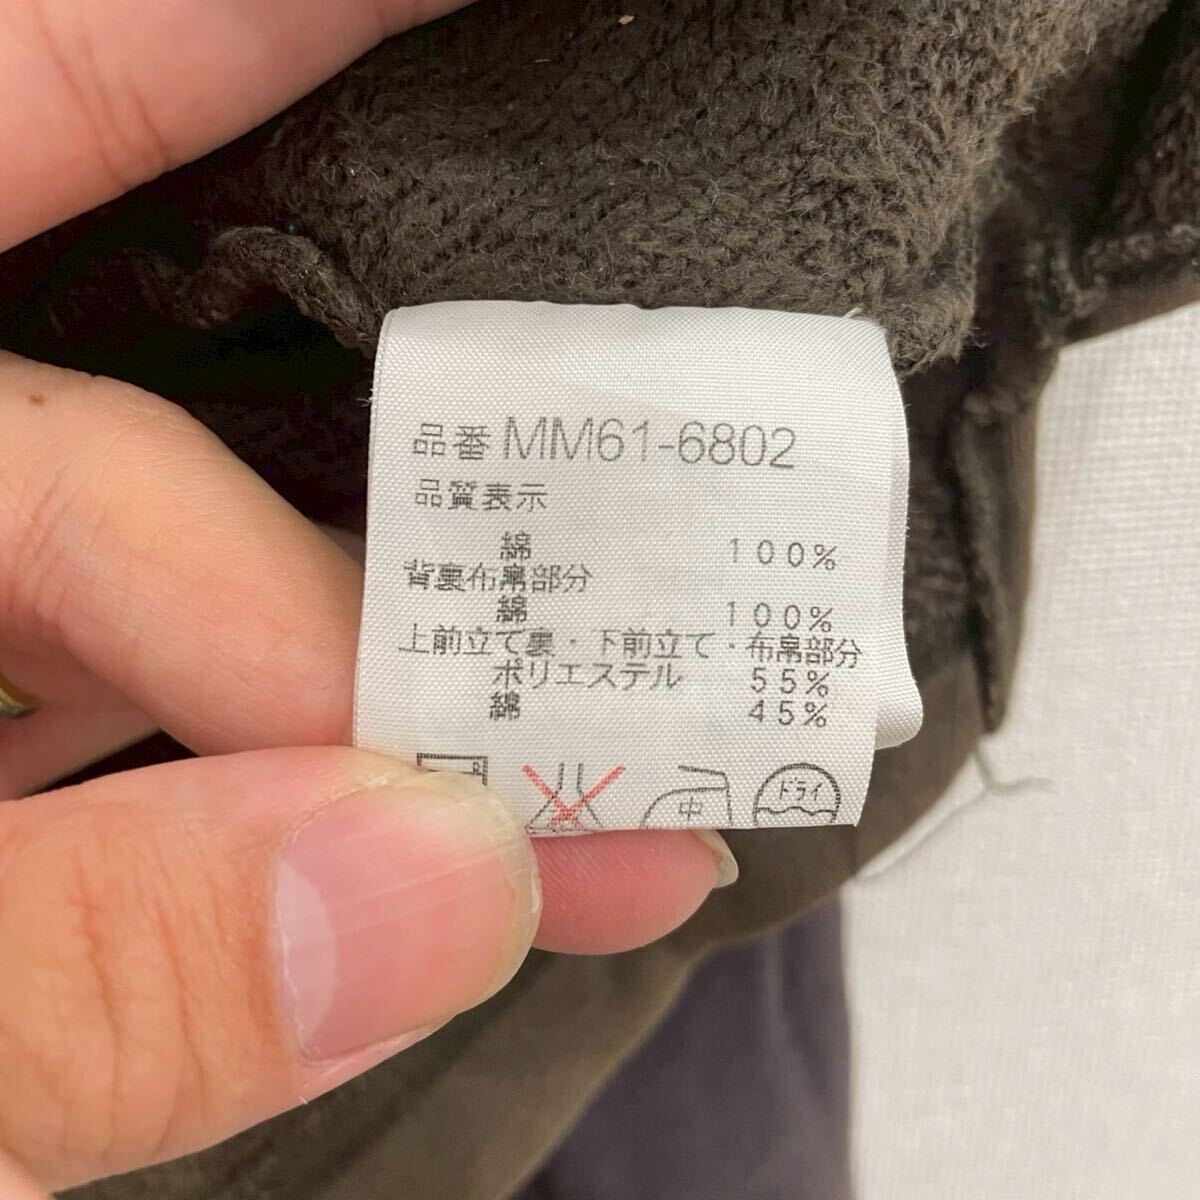 品番 MM61-6802
品質表示
綿 100%
背裏布帛部分
綿 100%
上前立て裏・下前立て・布帛部分
ポリエステル 55%
綿 45%
中 ドライ